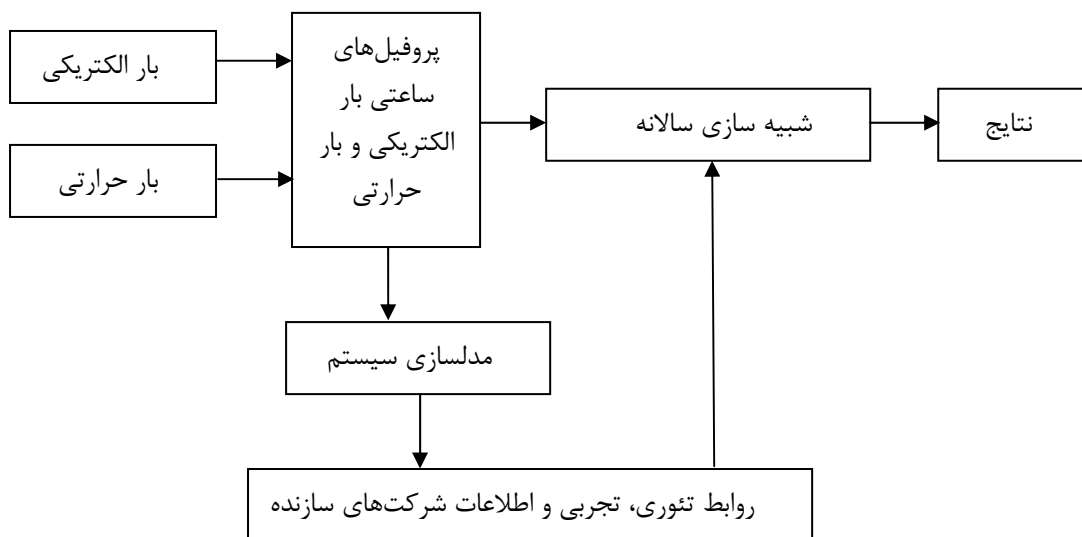 بار الکتریکی
بار حرارتی
پروفیل‌های
ساعتی بار
الکتریکی و بار
حرارتی
شبیه سازی سالانه
نتایج
مدلسازی سیستم
روابط تئوری، تجربی و اطلاعات شرکت‌های سازنده